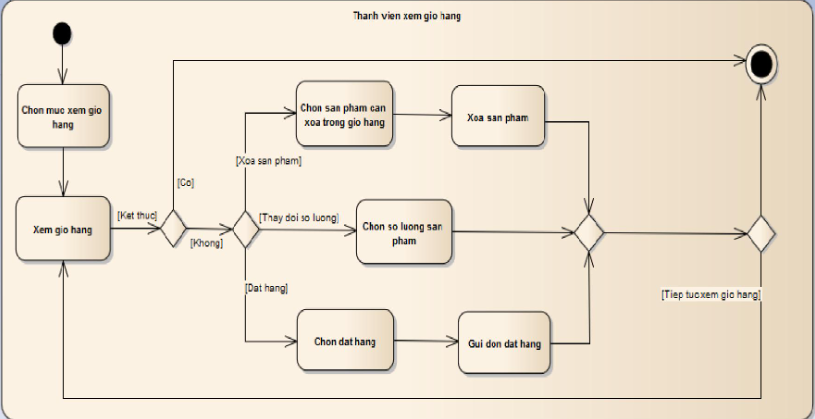 Thanh vien xem gio hang
Chon muc xem gio
hang
Chon san pham can
xoa trong gio hang
Xoa san pham
[Xoa san pham]
[Co]
Xem gio hang
[Ket thuc]
[Khong]
[Thay doi so luong]
Chon so luong san
pham
[Dat hang]
[Tiep tucxem gio hang]
Chon dat hang
Gui don dat hang